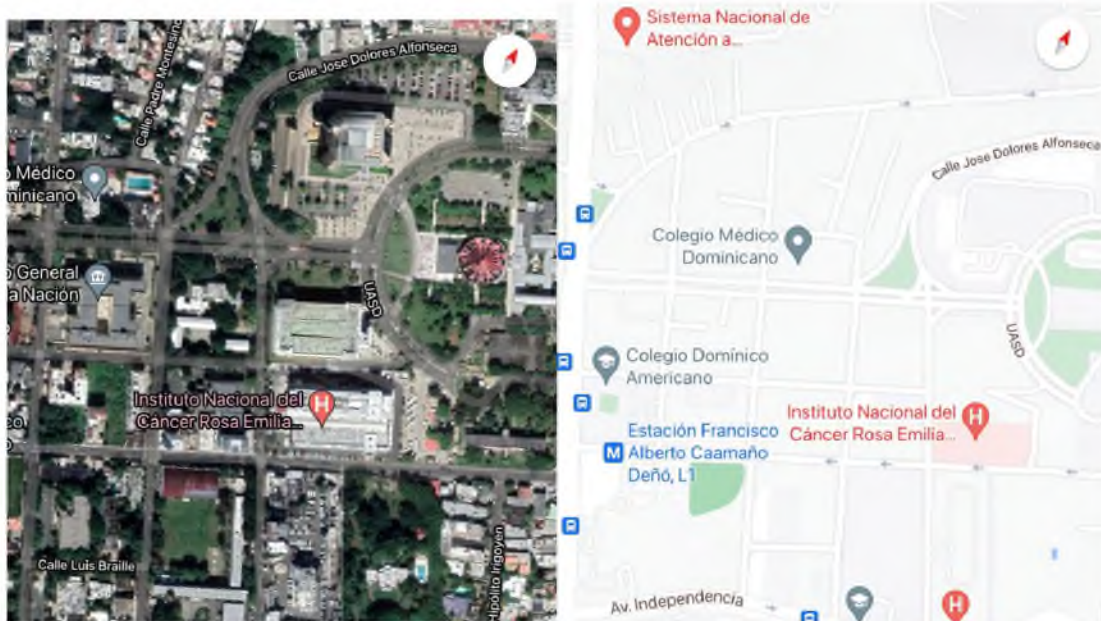 Calle Jose Dolores Alfonseca
Calle Padre Montesino
o Médico
minicano
o General
a Nación
UASD
Instituto Nacional del
Cáncer Rosa Emilia...
co
o
Calle Luis Braille
Hipólito Irigoyen
Sistema Nacional de
Atención a...
Calle Jose Dolores Alfonseca
Colegio Médico
Dominicano
UASD
Colegio Domínico
Americano
Instituto Nacional del
Cáncer Rosa Emilia...
H
H
Estación Francisco
M Alberto Caamaño
Deñó, L1
Av. Independencia
H